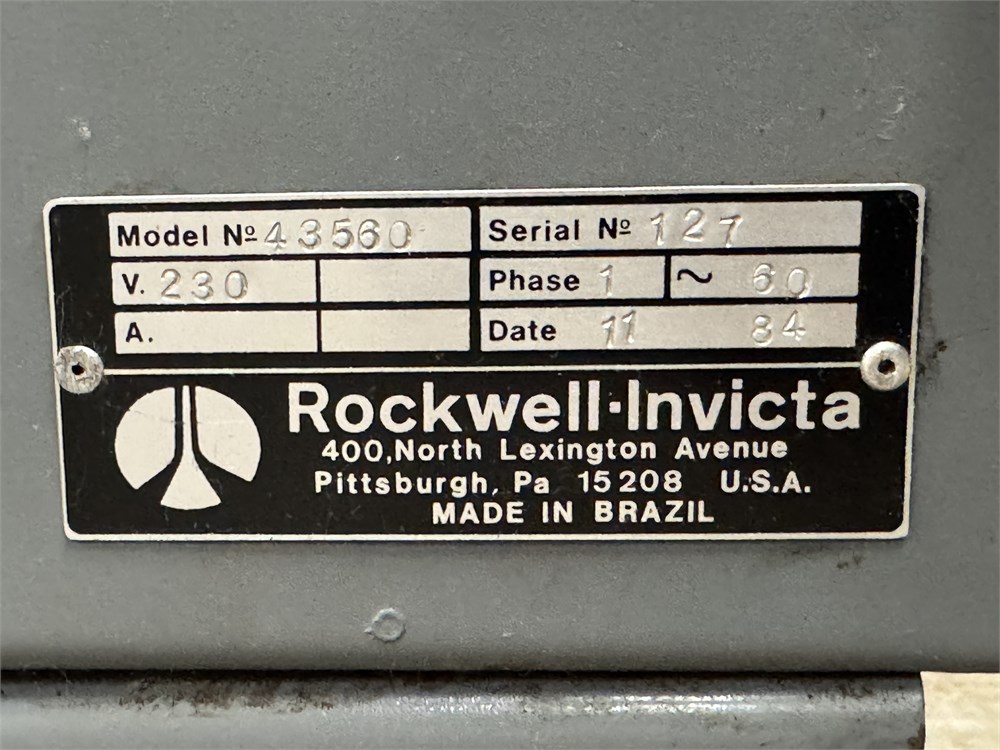 Model Nº 43560 Serial Nº 127
V. 230 Phase 1 ~ 60
A. Date 11 84
Rockwell·Invicta
400,North Lexington Avenue
Pittsburgh, Pa 15208 U.S.A.
MADE IN BRAZIL